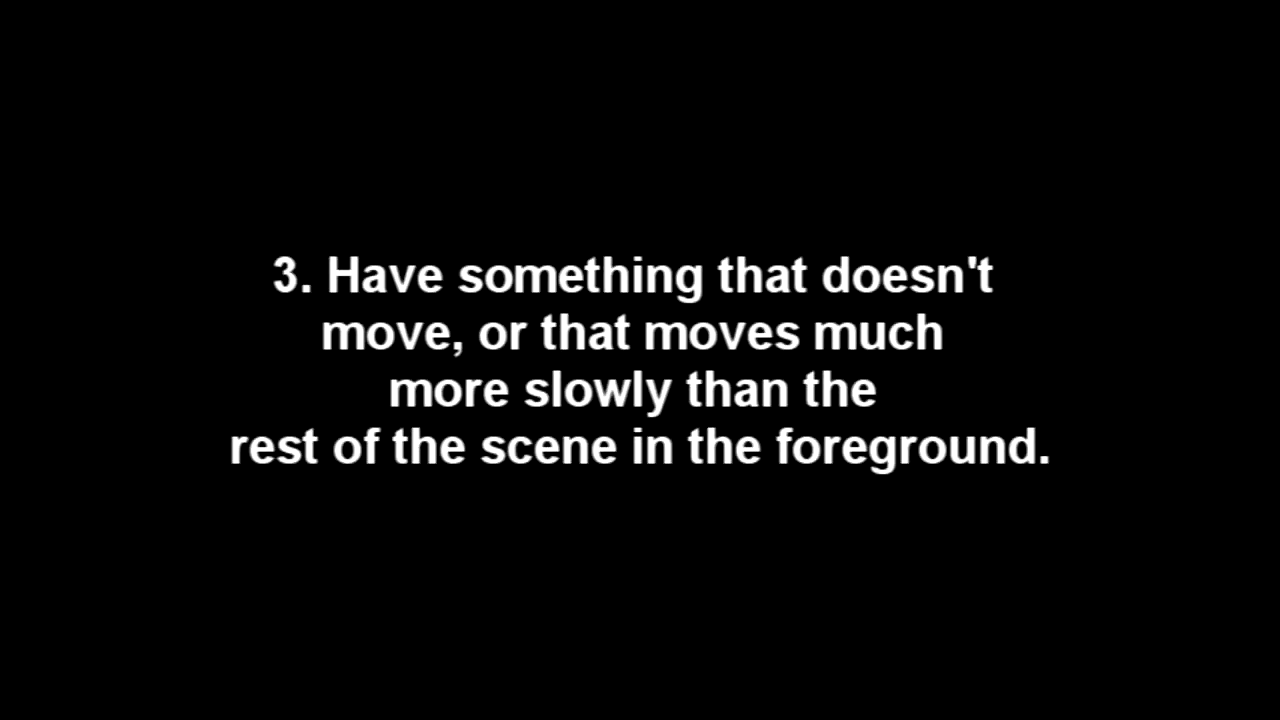 3. Have something that doesn't
move, or that moves much
more slowly than the
rest of the scene in the foreground.